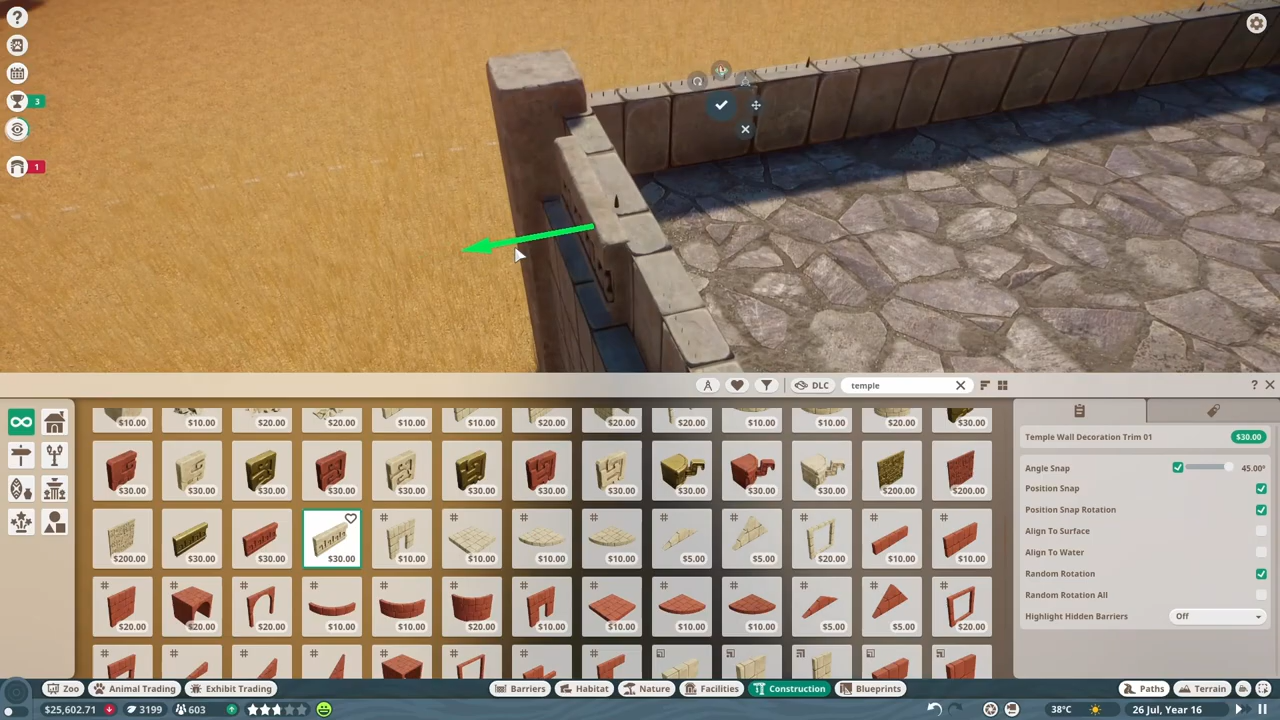 ?
3
1
DLC
temple
?
$10.00 $10.00 $20.00 $20.00 $10.00 $10.00 $20.00 $10.00 $10.00 $10.00 $10.00 $10.00 $30.00
$30.00 $30.00 $30.00 $30.00 $30.00 $30.00 $30.00 $30.00 $30.00 $30.00 $30.00 $200.00 $200.00
$200.00 $30.00 $30.00 $30.00 $10.00 $10.00 $10.00 $10.00 $5.00 $5.00 $20.00 $10.00 $10.00
$20.00 $20.00 $20.00 $10.00 $10.00 $20.00 $10.00 $10.00 $10.00 $10.00 $5.00 $5.00 $20.00
Temple Wall Decoration Trim 01 $30.00
Angle Snap 45.00°
Position Snap
Position Snap Rotation
Align To Surface
Align To Water
Random Rotation
Random Rotation All
Highlight Hidden Barriers Off
Zoo Animal Trading Exhibit Trading Barriers Habitat Nature Facilities Construction Blueprints Paths Terrain
$25,602.71 3199 603 38°C 26 Jul, Year 16